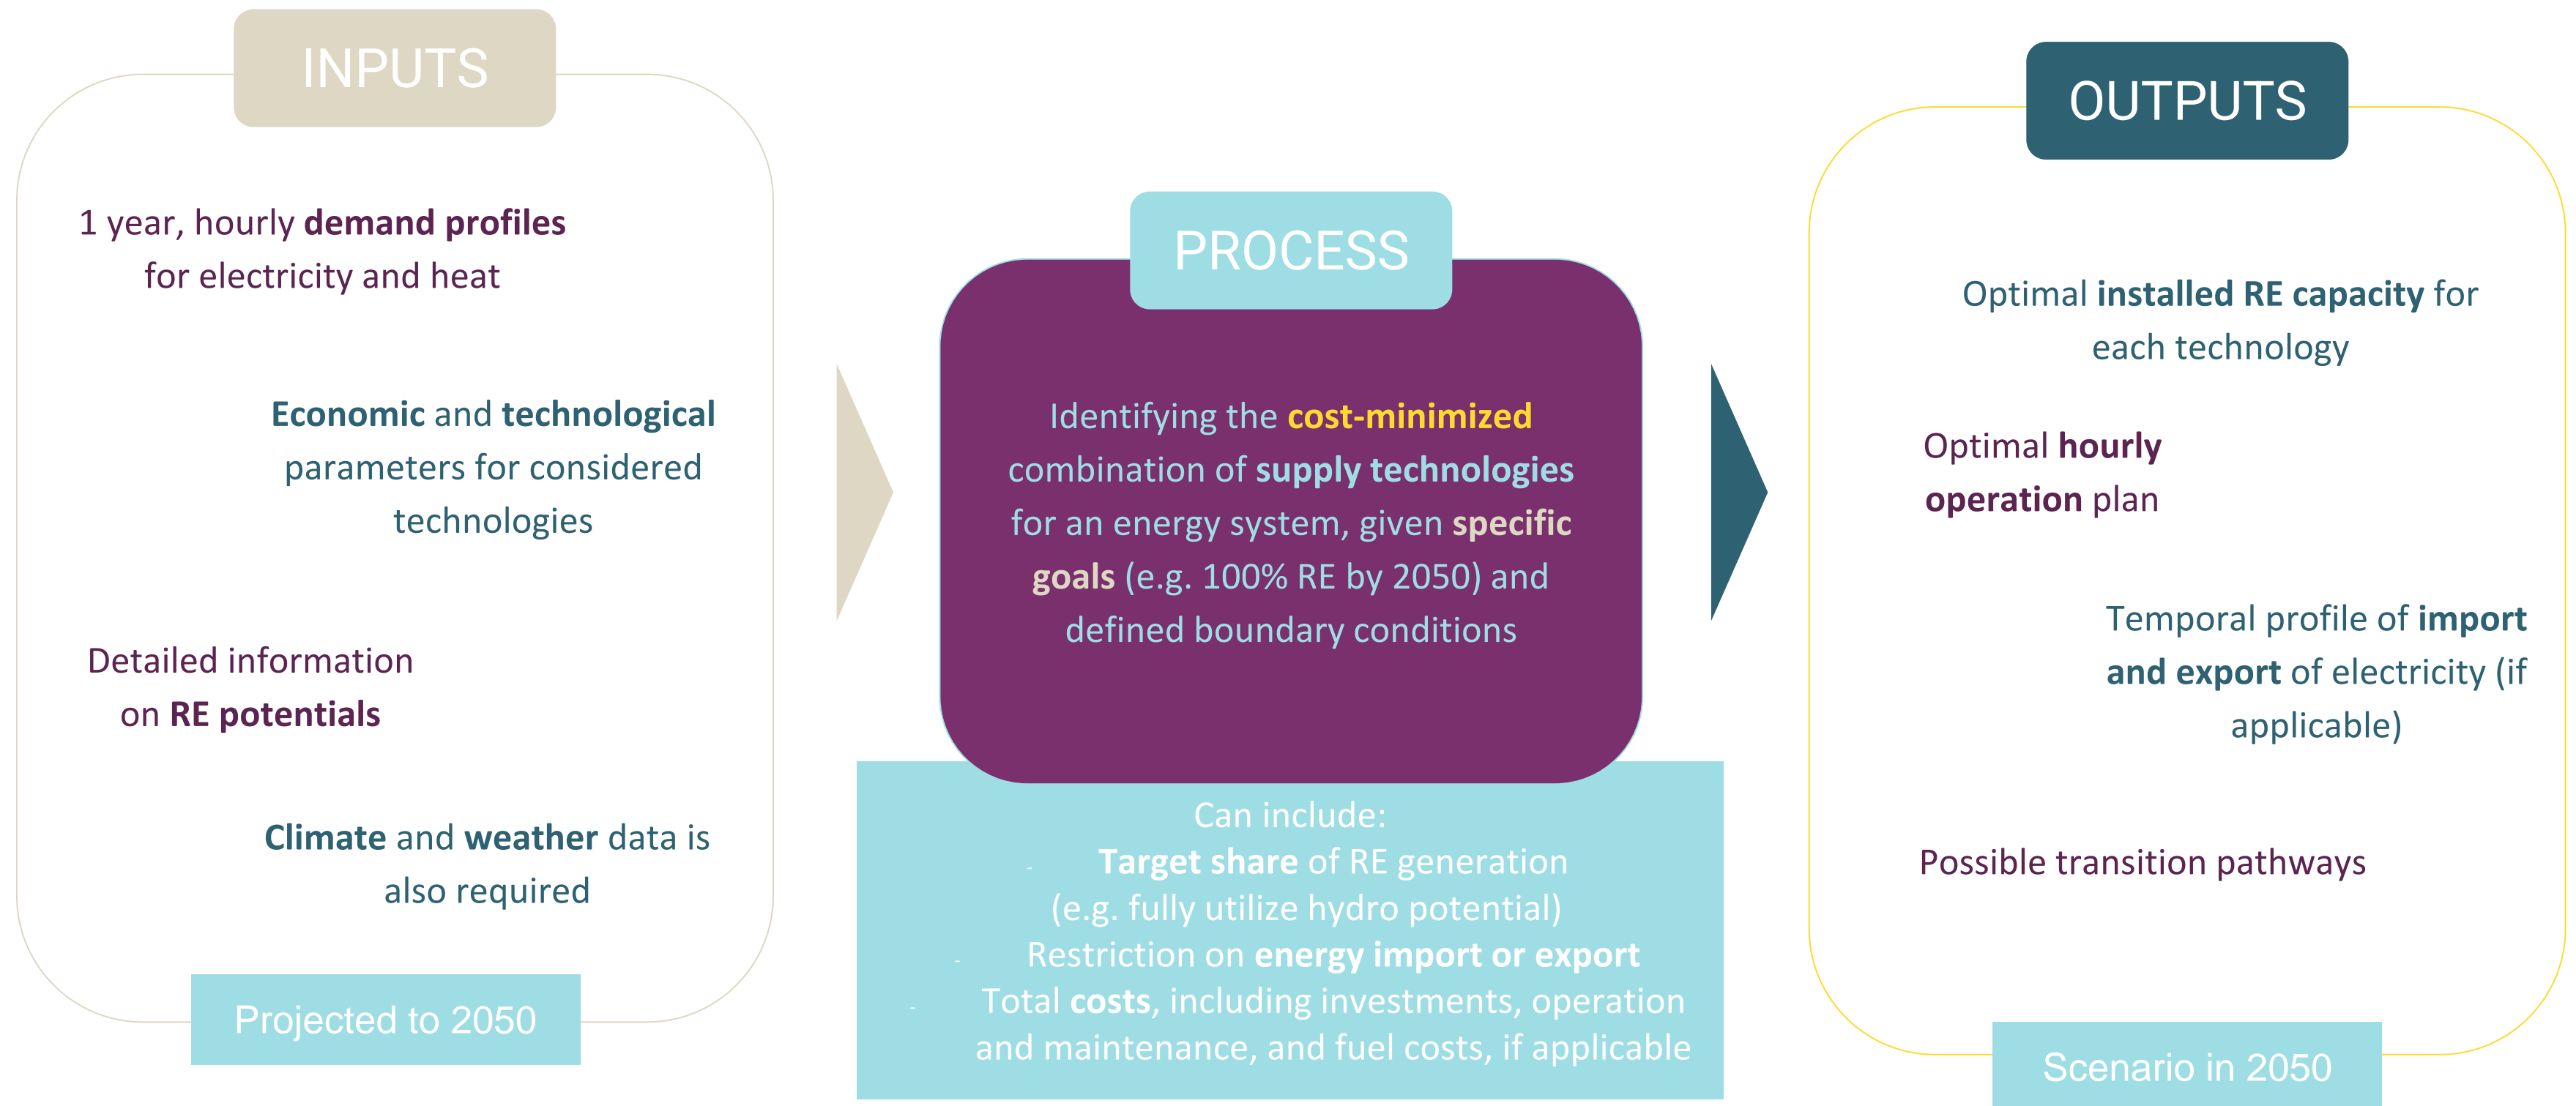 INPUTS
1 year, hourly demand profiles
for electricity and heat
Economic and technological
parameters for considered
technologies
Detailed information
on RE potentials
Climate and weather data is
also required
Projected to 2050
PROCESS
Identifying the cost-minimized
combination of supply technologies
for an energy system, given specific
goals (e.g. 100% RE by 2050) and
defined boundary conditions
Can include:
- Target share of RE generation
(e.g. fully utilize hydro potential)
- Restriction on energy import or export
- Total costs, including investments, operation
and maintenance, and fuel costs, if applicable
OUTPUTS
Optimal installed RE capacity for
each technology
Optimal hourly
operation plan
Temporal profile of import
and export of electricity (if
applicable)
Possible transition pathways
Scenario in 2050